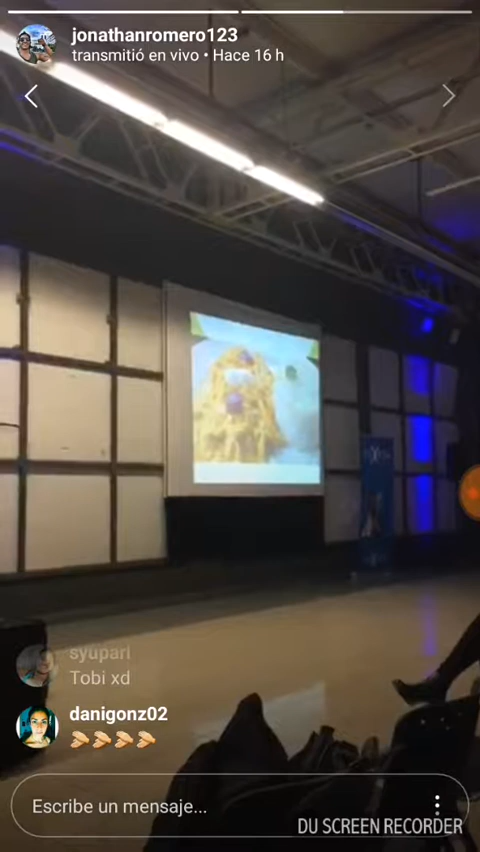 jonathanromero123
transmitió en vivo • Hace 16 h
syupari
Tobi xd
danigonz02
👏🏼👏🏼👏🏼👏🏼
Escribe un mensaje...
DU SCREEN RECORDER